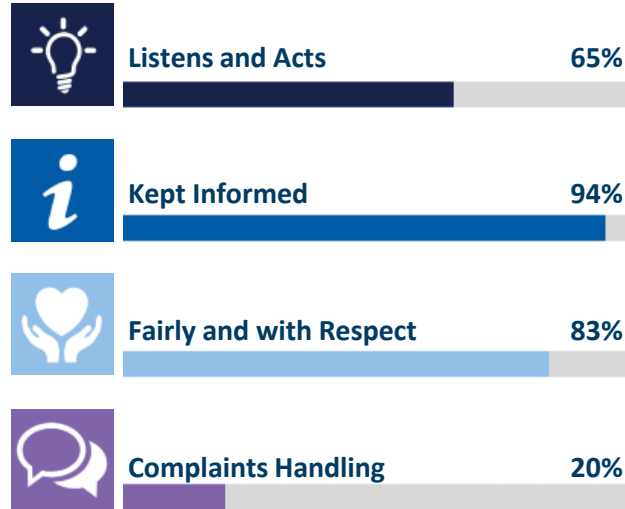 Listens and Acts 65%
Kept Informed 94%
Fairly and with Respect 83%
Complaints Handling 20%